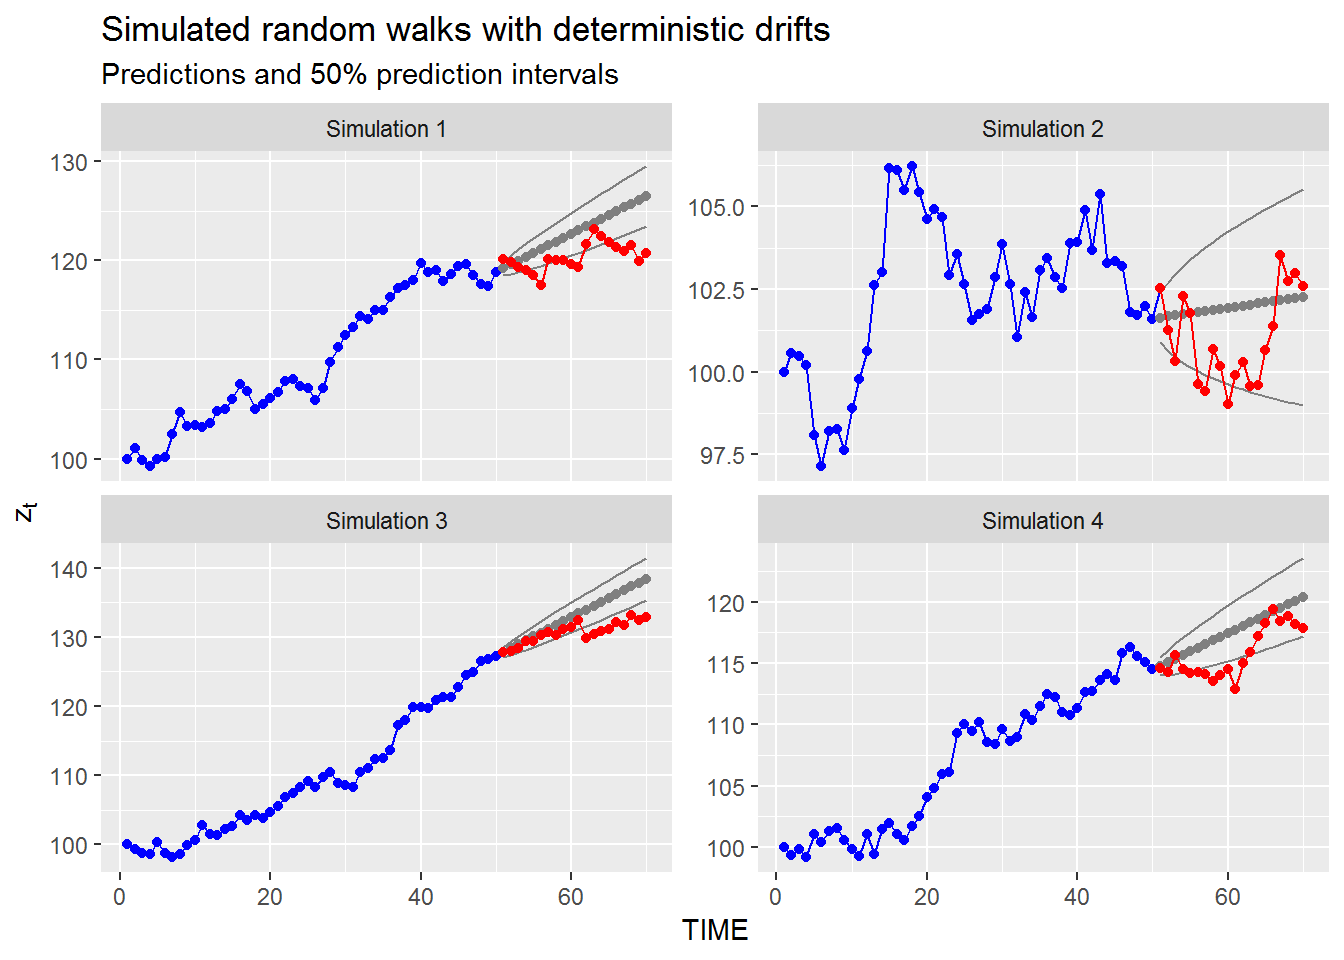 Simulated random walks with deterministic drifts
Predictions and 50% prediction intervals
Simulation 1
Simulation 2
130
120
110
100
105.0
102.5
100.0
97.5
Simulation 3
Simulation 4
140
130
120
110
100
120
115
110
105
100
0 20 40 60
0 20 40 60
TIME
zt